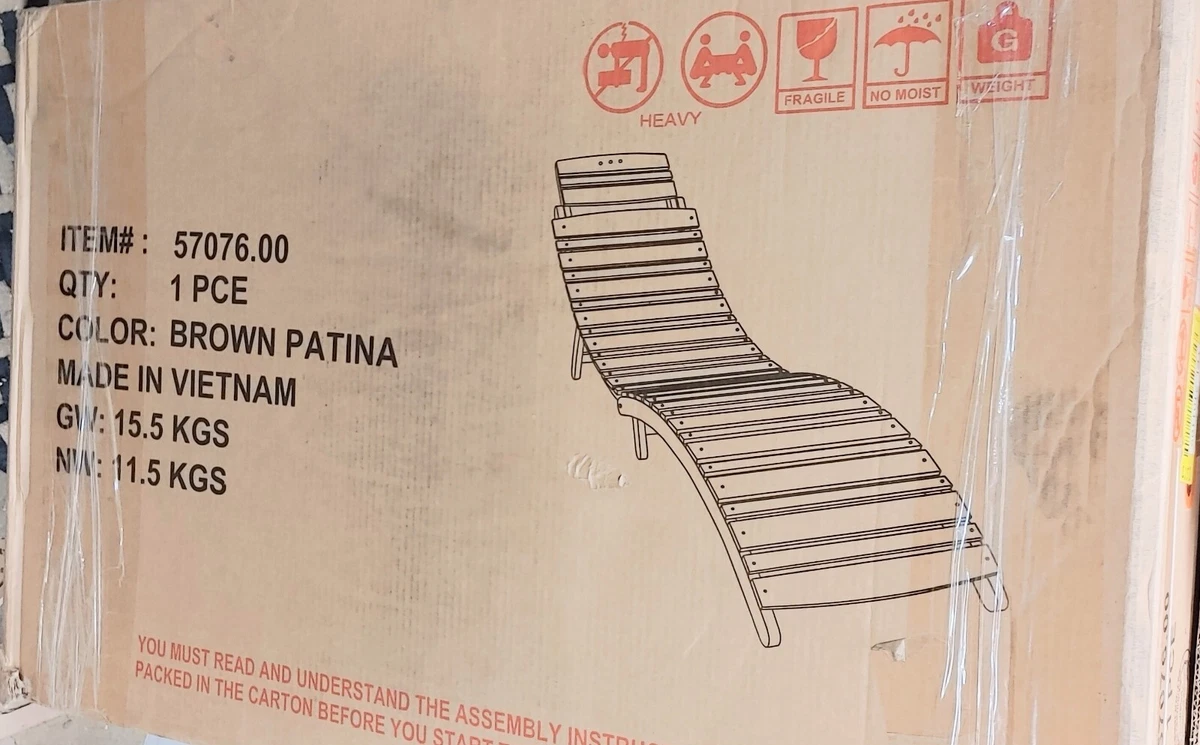 HEAVY
FRAGILE
NO MOIST
G
WEIGHT
ITEM# : 57076.00
QTY: 1 PCE
COLOR: BROWN PATINA
MADE IN VIETNAM
GW: 15.5 KGS
NW: 11.5 KGS
YOU MUST READ AND UNDERSTAND THE ASSEMBLY
PACKED IN THE CARTON BEFORE YOU START